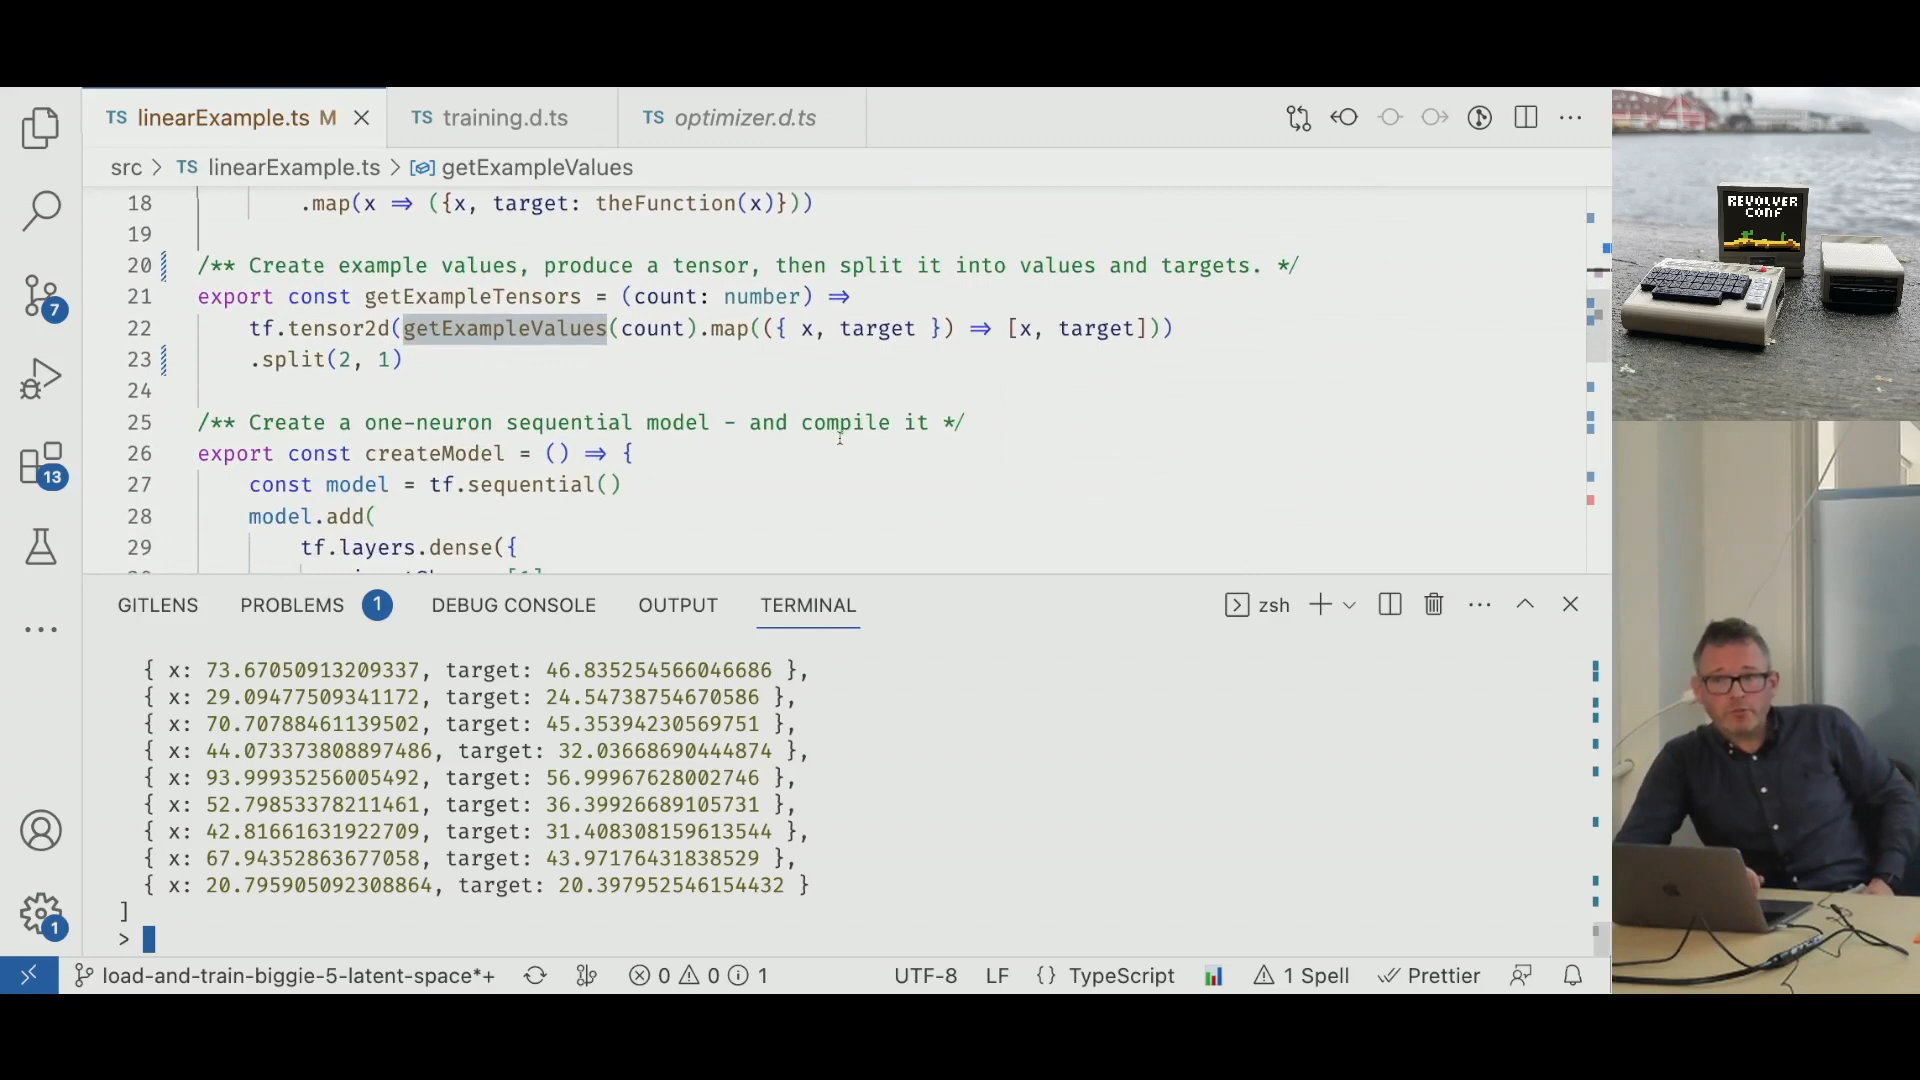 TS linearExample.ts M
TS training.d.ts
TS optimizer.d.ts
src > TS linearExample.ts > getExampleValues
18 .map(x => ({x, target: theFunction(x)}))
19
20 /** Create example values, produce a tensor, then split it into values and targets. */
21 export const getExampleTensors = (count: number) =>
22 tf.tensor2d(getExampleValues(count).map(({ x, target }) => [x, target]))
23 .split(2, 1)
24
25 /** Create a one-neuron sequential model - and compile it */
26 export const createModel = () => {
27 const model = tf.sequential()
28 model.add(
29 tf.layers.dense({
7
13
1
GITLENS PROBLEMS 1 DEBUG CONSOLE OUTPUT TERMINAL
zsh
{ x: 73.67050913209337, target: 46.835254566046686 },
{ x: 29.09477509341172, target: 24.54738754670586 },
{ x: 70.70788461139502, target: 45.35394230569751 },
{ x: 44.073373808897486, target: 32.03668690444874 },
{ x: 93.99935256005492, target: 56.99967628002746 },
{ x: 52.79853378211461, target: 36.39926689105731 },
{ x: 42.81661631922709, target: 31.408308159613544 },
{ x: 67.94352863677058, target: 43.97176431838529 },
{ x: 20.795905092308864, target: 20.397952546154432 }
]
>
load-and-train-biggie-5-latent-space*+ 0 0 1 UTF-8 LF {} TypeScript 1 Spell Prettier
REVOLVER
CONF